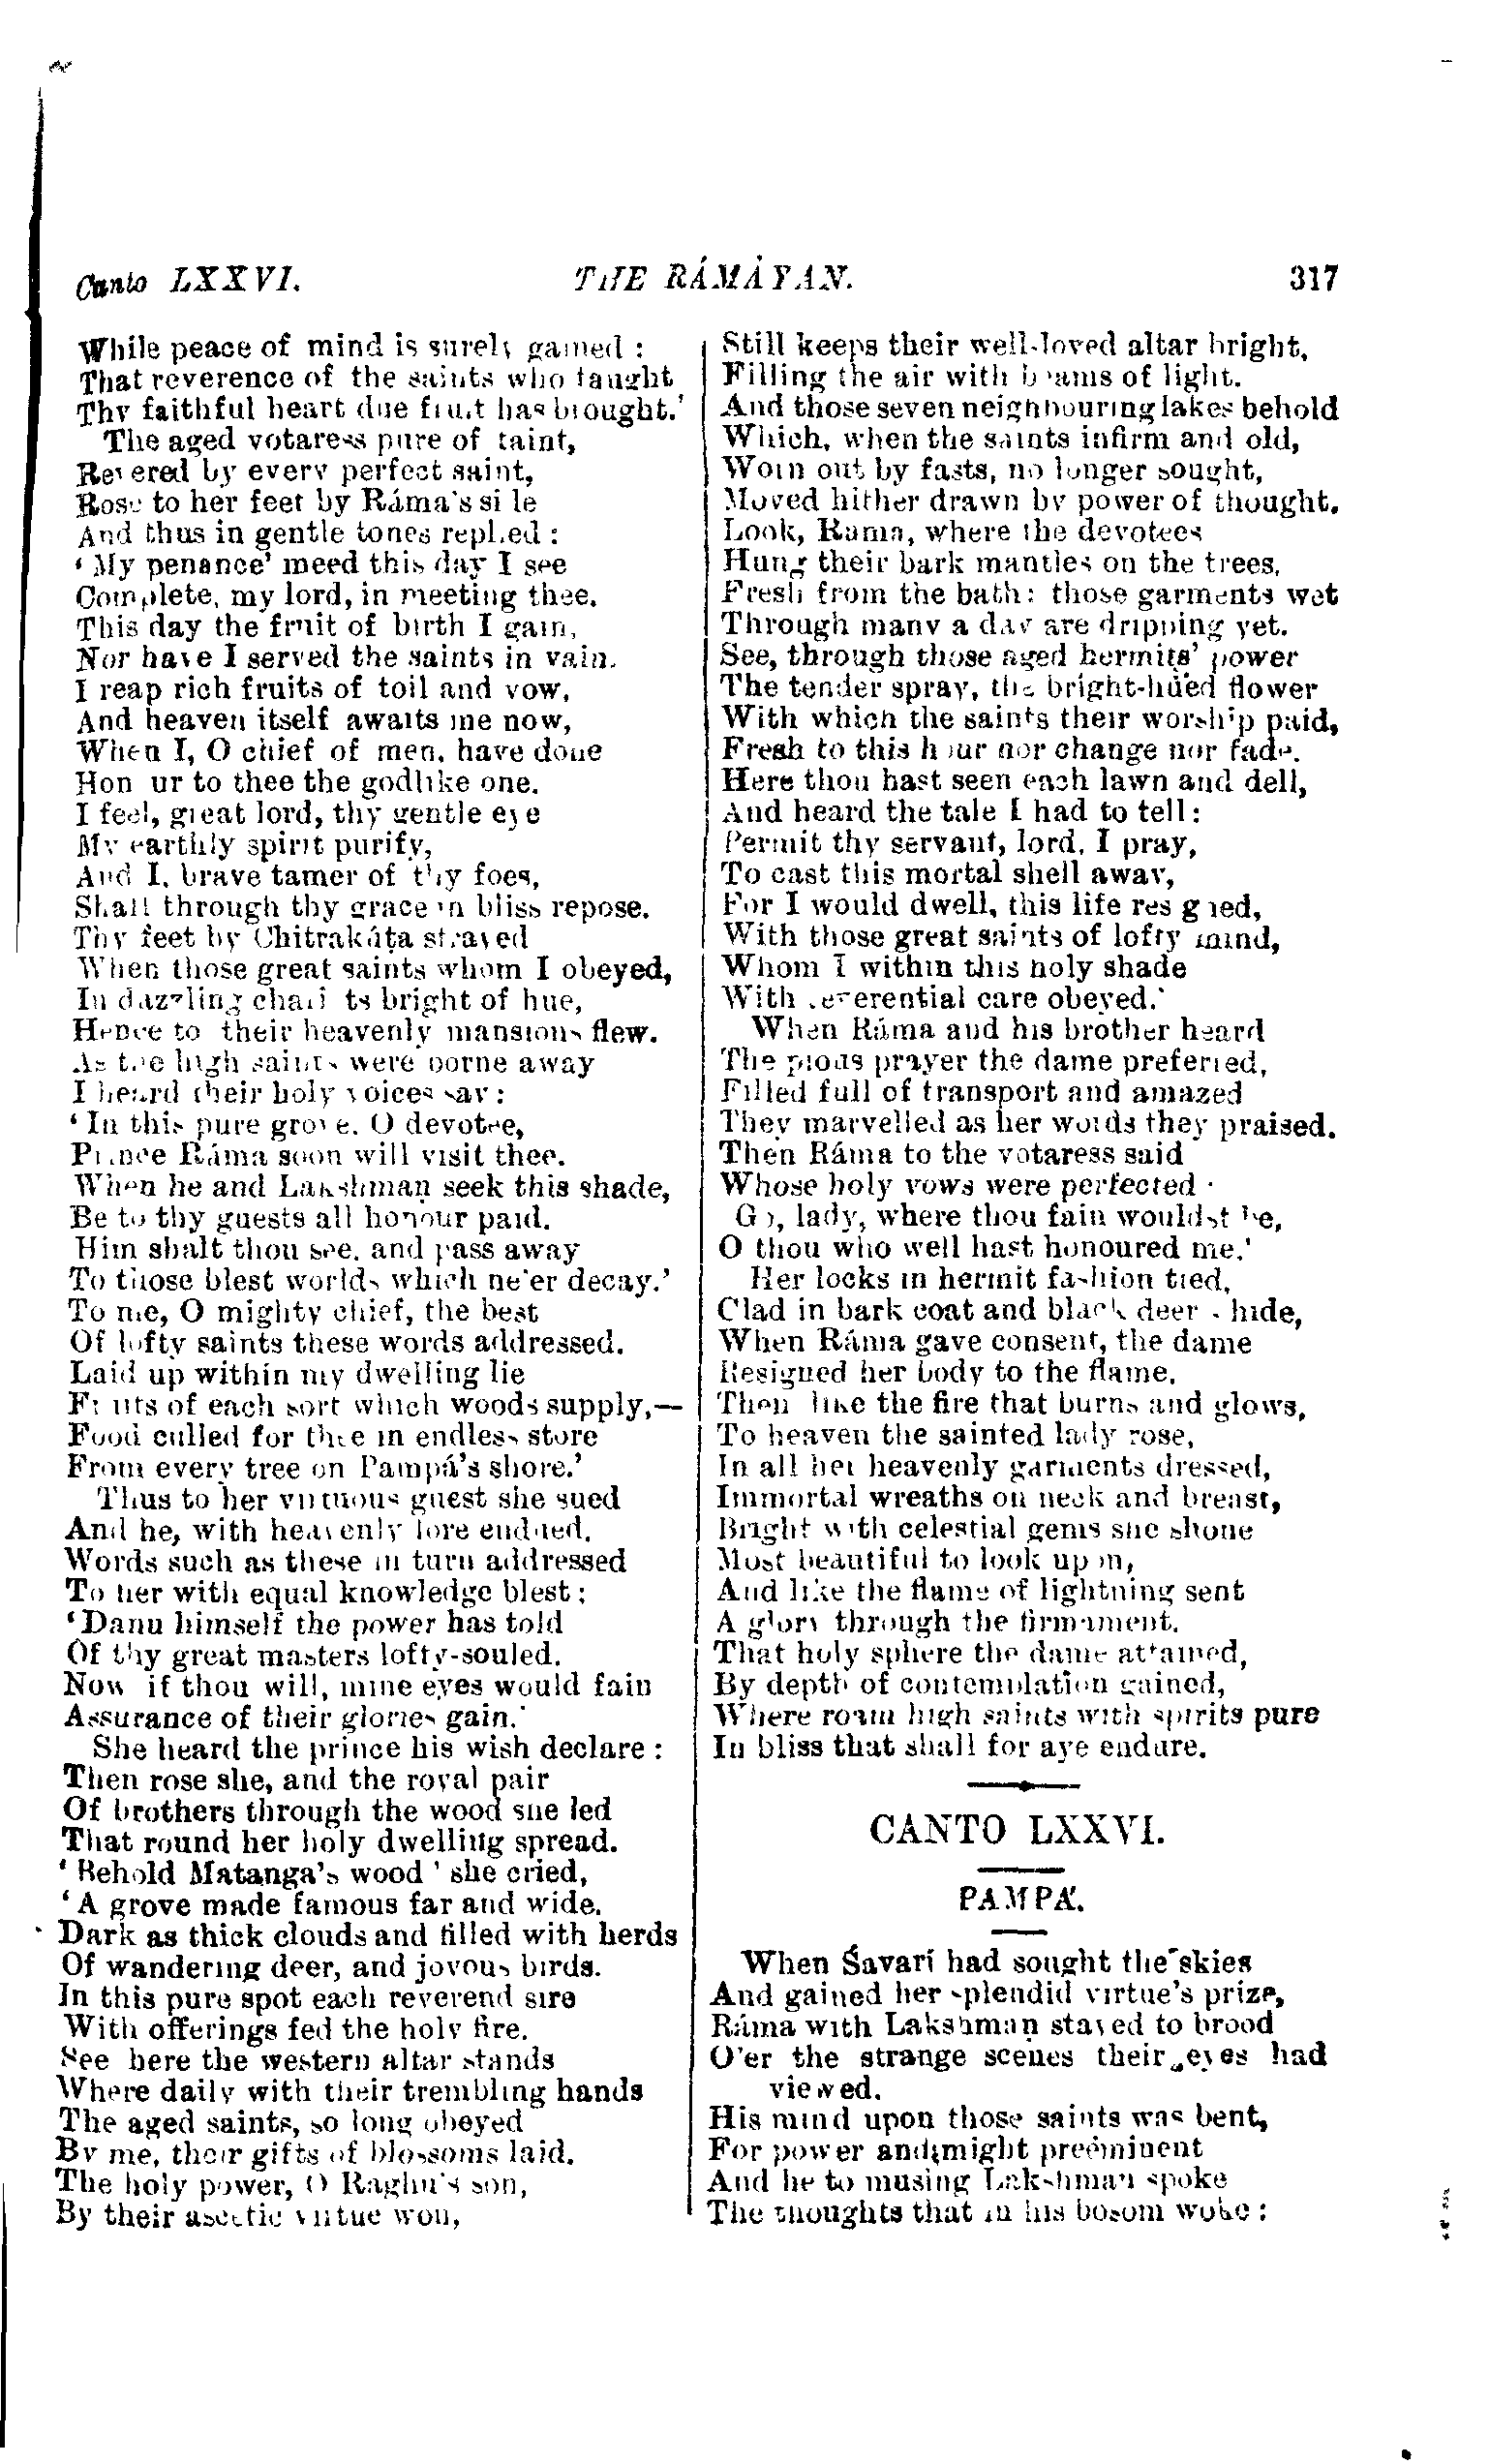 Canto LXXVI.
THE RÁMÁYAN.
317
While peace of mind is surely gained :
That reverence of the saints who taught
Thy faithful heart due fruit has brought.'
The aged votaress pure of taint,
Revered by every perfect saint,
Rose to her feet by Ráma's side
And thus in gentle tones replied :
'My penance' meed this day I see
Complete, my lord, in meeting thee.
This day the fruit of birth I gain,
Nor have I served the saints in vain.
I reap rich fruits of toil and vow,
And heaven itself awaits me now,
When I, O chief of men, have done
Honour to thee the godlike one.
I feel, great lord, thy gentle eye
My earthly spirit purify,
And I, brave tamer of thy foes,
Shall through thy grace in bliss repose.
Thy feet by Chitrakúṭa strayed
When those great saints whom I obeyed,
In dazzling chariots bright of hue,
Hence to their heavenly mansions flew.
As the high saints were borne away
I heard their holy voices say :
'In this pure grove, O devotee,
Prince Ráma soon will visit thee.
When he and Lakshmaṇ seek this shade,
Be to thy guests all honour paid.
Him shalt thou see, and pass away
To those blest worlds which ne'er decay.'
To me, O mighty chief, the best
Of lofty saints these words addressed.
Laid up within my dwelling lie
Fruits of each sort which woods supply,—
Food culled for thee in endless store
From every tree on Pampá's shore.'
Thus to her virtuous guest she sued
And he, with heavenly lore endued,
Words such as these in turn addressed
To her with equal knowledge blest :
'Danu himself the power has told
Of thy great masters lofty-souled.
Now if thou will, mine eyes would fain
Assurance of their glories gain.'
She heard the prince his wish declare :
Then rose she, and the royal pair
Of brothers through the wood she led
That round her holy dwelling spread.
'Behold Matanga's wood' she cried,
'A grove made famous far and wide,
Dark as thick clouds and filled with herds
Of wandering deer, and joyous birds.
In this pure spot each reverend sire
With offerings fed the holy fire.
See here the western altar stands
Where daily with their trembling hands
The aged saints, so long obeyed
By me, their gifts of blossoms laid.
The holy power, O Raghu's son,
By their ascetic virtue won,
Still keeps their well-loved altar bright,
Filling the air with beams of light.
And those seven neighbouring lakes behold
Which, when the saints infirm and old,
Worn out by fasts, no longer sought,
Moved hither drawn by power of thought.
Look, Ráma, where the devotees
Hung their bark mantles on the trees,
Fresh from the bath: those garments wet
Through many a day are dripping yet.
See, through those aged hermits' power
The tender spray, the bright-hued flower
With which the saints their worship paid,
Fresh to this hour nor change nor fade.
Here thou hast seen each lawn and dell,
And heard the tale I had to tell:
Permit thy servant, lord, I pray,
To cast this mortal shell away,
For I would dwell, this life resigned,
With those great saints of lofty mind,
Whom I within this holy shade
With reverential care obeyed.'
When Ráma and his brother heard
The pious prayer the dame preferred,
Filled full of transport and amazed
They marvelled as her words they praised.
Then Ráma to the votaress said
Whose holy vows were perfected :
Go, lady, where thou fain wouldst be,
O thou who well hast honoured me.'
Her locks in hermit fashion tied,
Clad in bark coat and black deer-hide,
When Ráma gave consent, the dame
Resigned her body to the flame.
Then like the fire that burns and glows,
To heaven the sainted lady rose,
In all her heavenly garments dressed,
Immortal wreaths on neck and breast,
Bright with celestial gems she shone
Most beautiful to look upon,
And like the flame of lightning sent
A glory through the firmament.
That holy sphere the dame attained,
By depth of contemplation gained,
Where roam high saints with spirits pure
In bliss that shall for aye endure.
CANTO LXXVI.
PAMPÁ.
When Śavarí had sought the skies
And gained her splendid virtue's prize,
Ráma with Lakshmaṇ stayed to brood
O'er the strange scenes their eyes had
viewed.
His mind upon those saints was bent,
For power and might preëminent
And he to musing Lakshmaṇ spoke
The thoughts that in his bosom woke :